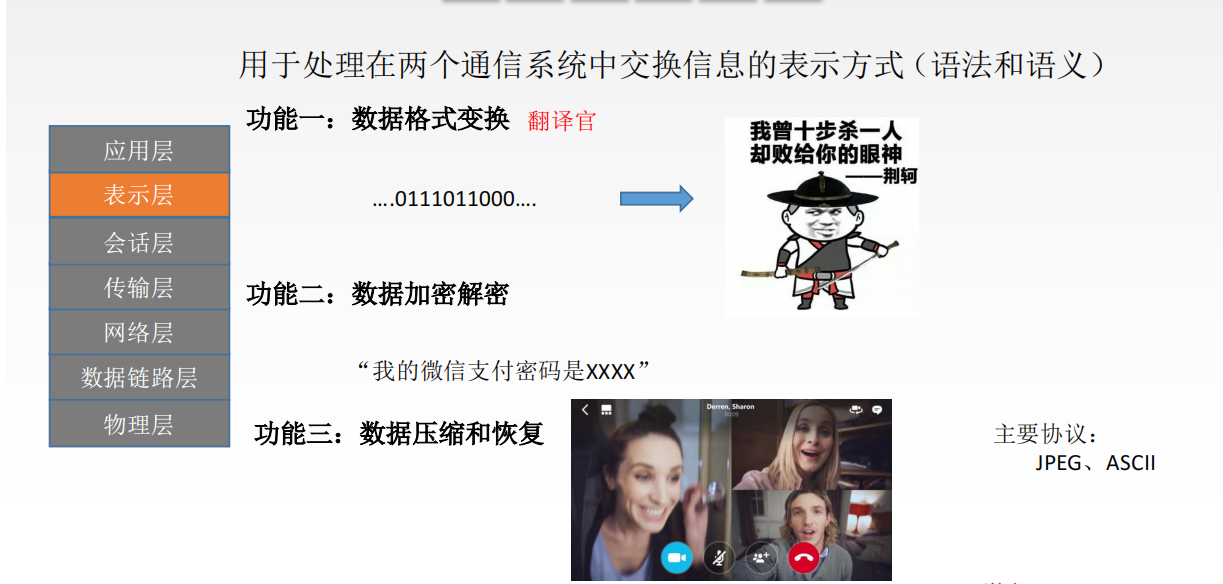 用于处理在两个通信系统中交换信息的表示方式（语法和语义）
功能一：数据格式变换 翻译官
应用层
表示层
会话层
传输层
网络层
数据链路层
物理层
….0111011000….
我曾十步杀一人
却败给你的眼神
——荆轲
功能二：数据加密解密
“我的微信支付密码是XXXX”
功能三：数据压缩和恢复
Derren, Sharon
主要协议：
JPEG、ASCII